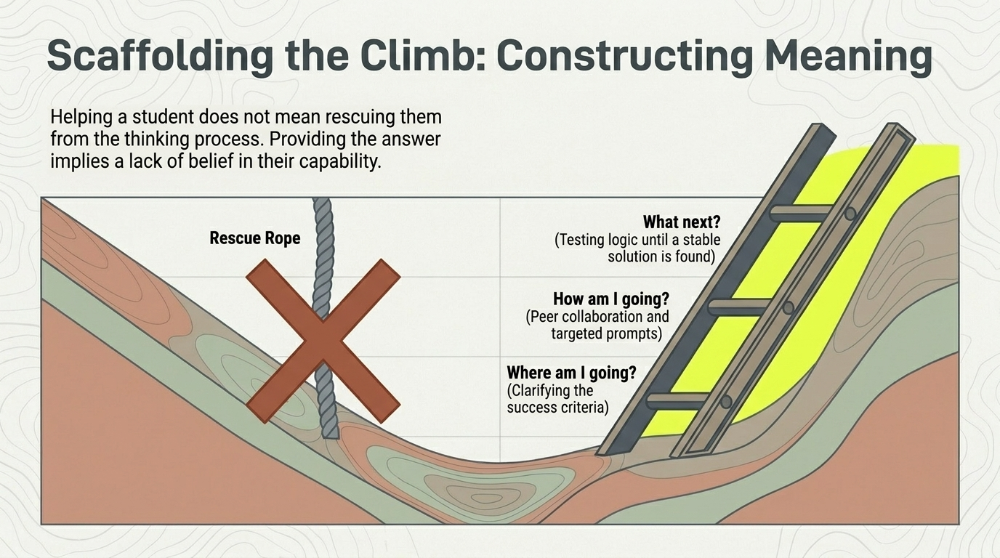 Scaffolding the Climb: Constructing Meaning
Helping a student does not mean rescuing them
from the thinking process. Providing the answer
implies a lack of belief in their capability.
Rescue Rope
What next?
(Testing logic until a stable
solution is found)
How am I going?
(Peer collaboration and
targeted prompts)
Where am I going?
(Clarifying the
success criteria)